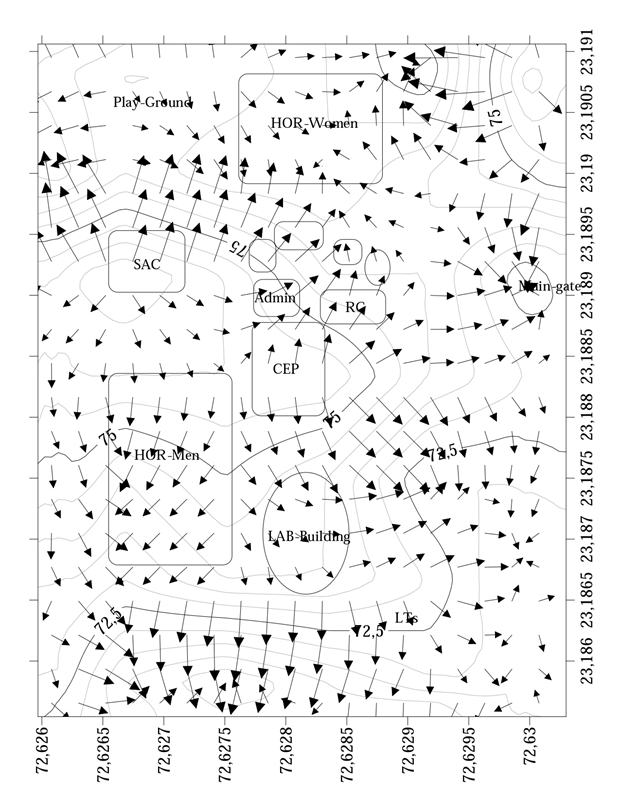 Play-Ground
HOR-Women
75
SAC
75
Admin
RG
Main-gate
CEP
75
75
HOR-Men
72,5
LAB-Building
72,5
LTs
72,5
23,191
23,1905
23,19
23,1895
23,189
23,1885
23,188
23,1875
23,187
23,1865
23,186
72,626
72,6265
72,627
72,6275
72,628
72,6285
72,629
72,6295
72,63